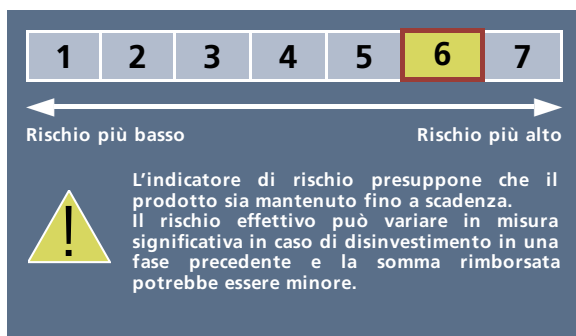 1 2 3 4 5 6 7
Rischio più basso Rischio più alto
L'indicatore di rischio presuppone che il
prodotto sia mantenuto fino a scadenza.
Il rischio effettivo può variare in misura
significativa in caso di disinvestimento in una
fase precedente e la somma rimborsata
potrebbe essere minore.
!